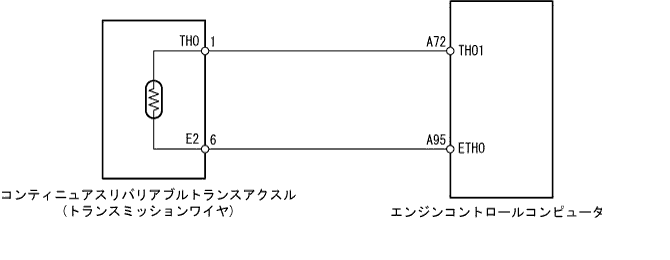 THO 1 A72 THO1
E2 6 A95 ETHO
コンティニュアスリバリアブルトランスアクスル
(トランスミッションワイヤ)
エンジンコントロールコンピュータ